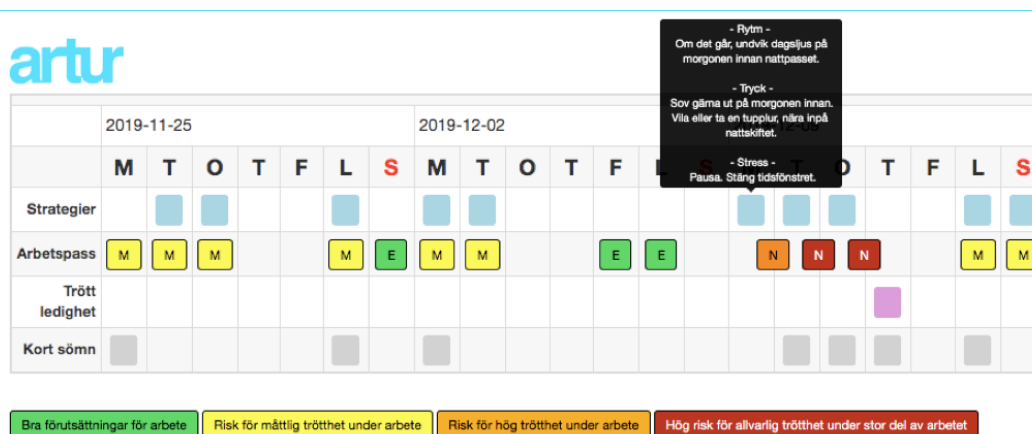 - Rytm -
Om det går, undvik dagsljus på
morgonen innan nattpasset.
- Tryck -
Sov gärna ut på morgonen innan.
Vila eller ta en tupplur, nära inpå
nattskiftet.
- Stress -
Pausa. Stäng tidsfönstret.
artur
2019-11-25 2019-12-02
M T O T F L S M T O T F L S T O T F L S
Strategier
Arbetspass M M M M E M M E E N N N M M
Trött
ledighet
Kort sömn
Bra förutsättningar för arbete Risk för måttlig trötthet under arbete Risk för hög trötthet under arbete Hög risk för allvarlig trötthet under stor del av arbetet